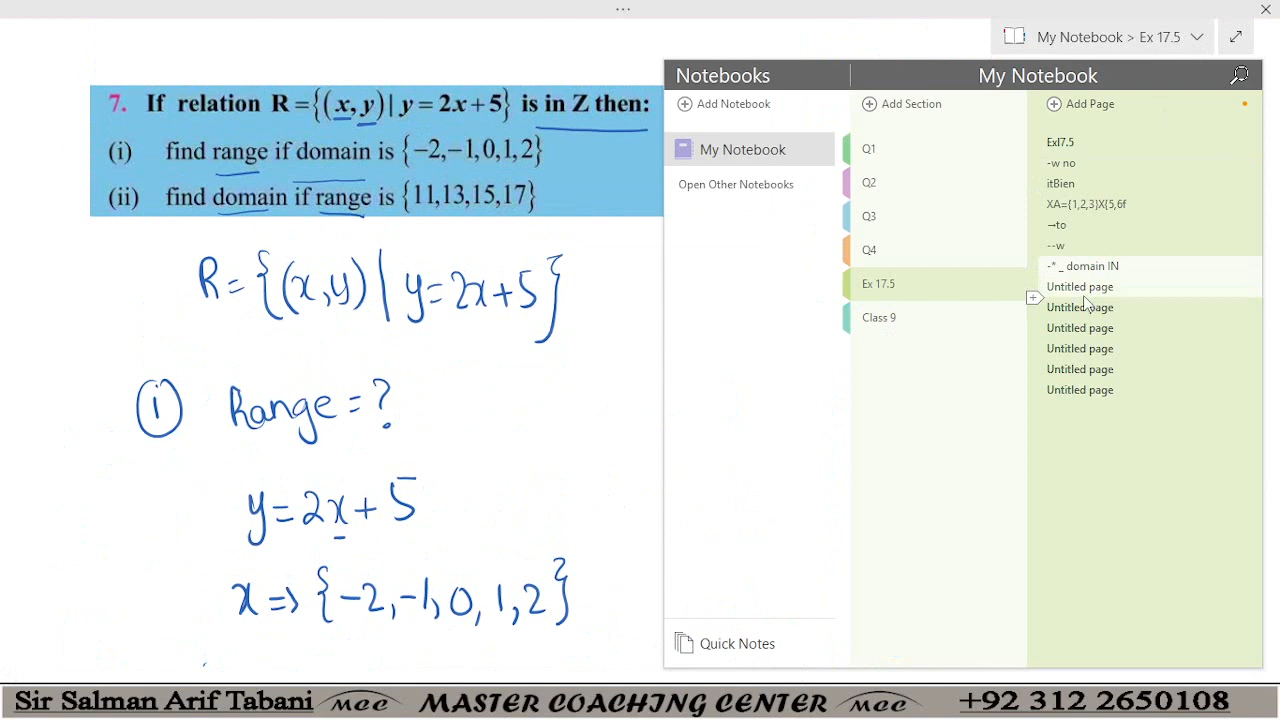 ...
My Notebook > Ex 17.5
7. If relation R={(x,y)| y=2x+5} is in Z then:
(i) find range if domain is {−2,−1,0,1,2}
(ii) find domain if range is {11,13,15,17}
R={(x,y)| y=2x+5}
(i) Range=?
y=2x+5
x⇒{-2,-1,0,1,2}
Notebooks
My Notebook
Add Notebook
My Notebook
Open Other Notebooks
Quick Notes
Add Section
Q1
Q2
Q3
Q4
Ex 17.5
Class 9
Add Page
ExI7.5
-w no
itBien
XA={1,2,3}X{5,6f
→to
--w
-* _ domain IN
Untitled page
Untitled page
Untitled page
Untitled page
Untitled page
Untitled page
Sir Salman Arif Tabani mcc MASTER COACHING CENTER mcc +92 312 2650108